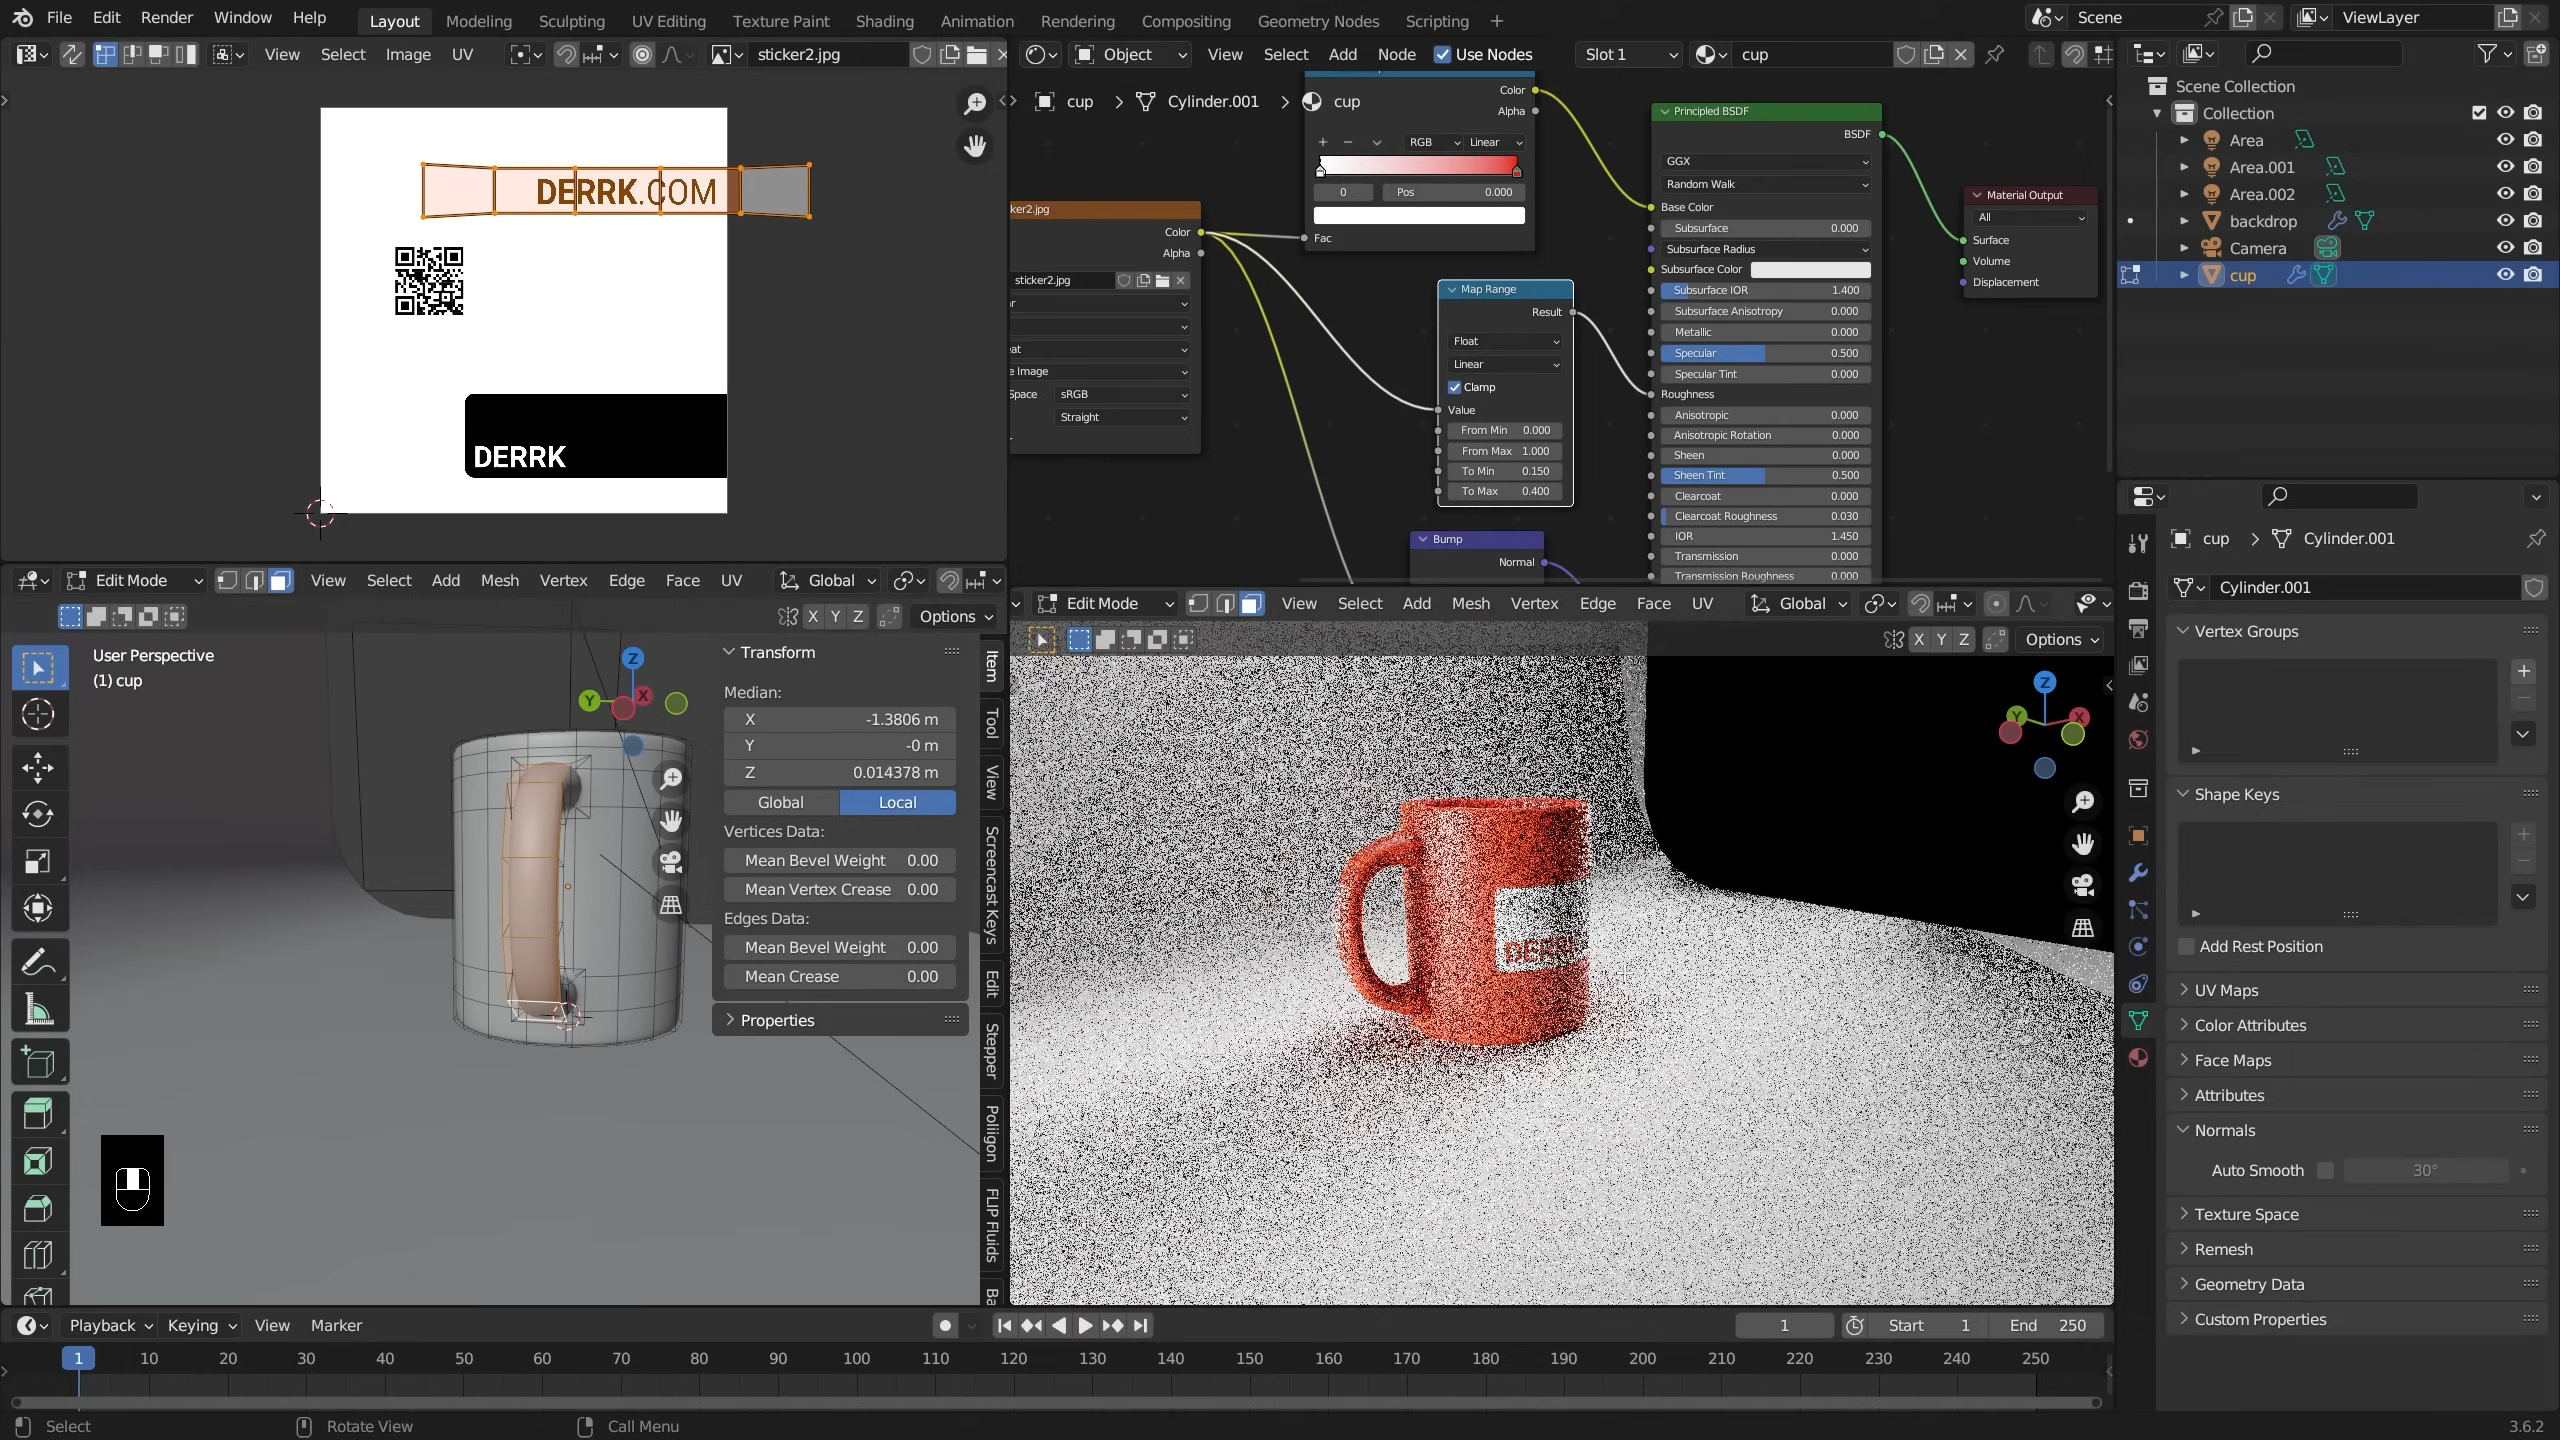 File Edit Render Window Help Layout Modeling Sculpting UV Editing Texture Paint Shading Animation Rendering Compositing Geometry Nodes Scripting + Scene ViewLayer
View Select Image UV sticker2.jpg
Object View Select Add Node Use Nodes Slot 1 cup
cup > Cylinder.001 > cup
DERRK.COM
DERRK
ker2.jpg
Color
Alpha
sticker2.jpg
ar
eat
e Image
Space sRGB
Straight
r
Color
Alpha
RGB Linear
0 Pos 0.000
Fac
Map Range
Result
Float
Linear
Clamp
Value
From Min 0.000
From Max 1.000
To Min 0.150
To Max 0.400
Bump
Normal
Principled BSDF
BSDF
GGX
Random Walk
Base Color
Subsurface 0.000
Subsurface Radius
Subsurface Color
Subsurface IOR 1.400
Subsurface Anisotropy 0.000
Metallic 0.000
Specular 0.500
Specular Tint 0.000
Roughness
Anisotropic 0.000
Anisotropic Rotation 0.000
Sheen 0.000
Sheen Tint 0.500
Clearcoat 0.000
Clearcoat Roughness 0.030
IOR 1.450
Transmission 0.000
Transmission Roughness 0.000
Material Output
All
Surface
Volume
Displacement
Scene Collection
Collection
Area
Area.001
Area.002
backdrop
Camera
cup
Edit Mode View Select Add Mesh Vertex Edge Face UV Global
X Y Z Options
User Perspective
(1) cup
Z
Y X
Transform
Median:
X -1.3806 m
Y -0 m
Z 0.014378 m
Global Local
Vertices Data:
Mean Bevel Weight 0.00
Mean Vertex Crease 0.00
Edges Data:
Mean Bevel Weight 0.00
Mean Crease 0.00
Properties
Item
Tool
View
Screencast Keys
Edit
Stepper
Poliigon
FLIP Fluids
Ba
Edit Mode View Select Add Mesh Vertex Edge Face UV Global
X Y Z Options
Z
Y X
DERRK
cup > Cylinder.001
Cylinder.001
Vertex Groups
Shape Keys
Add Rest Position
UV Maps
Color Attributes
Face Maps
Attributes
Normals
Auto Smooth 30°
Texture Space
Remesh
Geometry Data
Custom Properties
Playback Keying View Marker 1 Start 1 End 250
1 10 20 30 40 50 60 70 80 90 100 110 120 130 140 150 160 170 180 190 200 210 220 230 240 250
Select Rotate View Call Menu 3.6.2